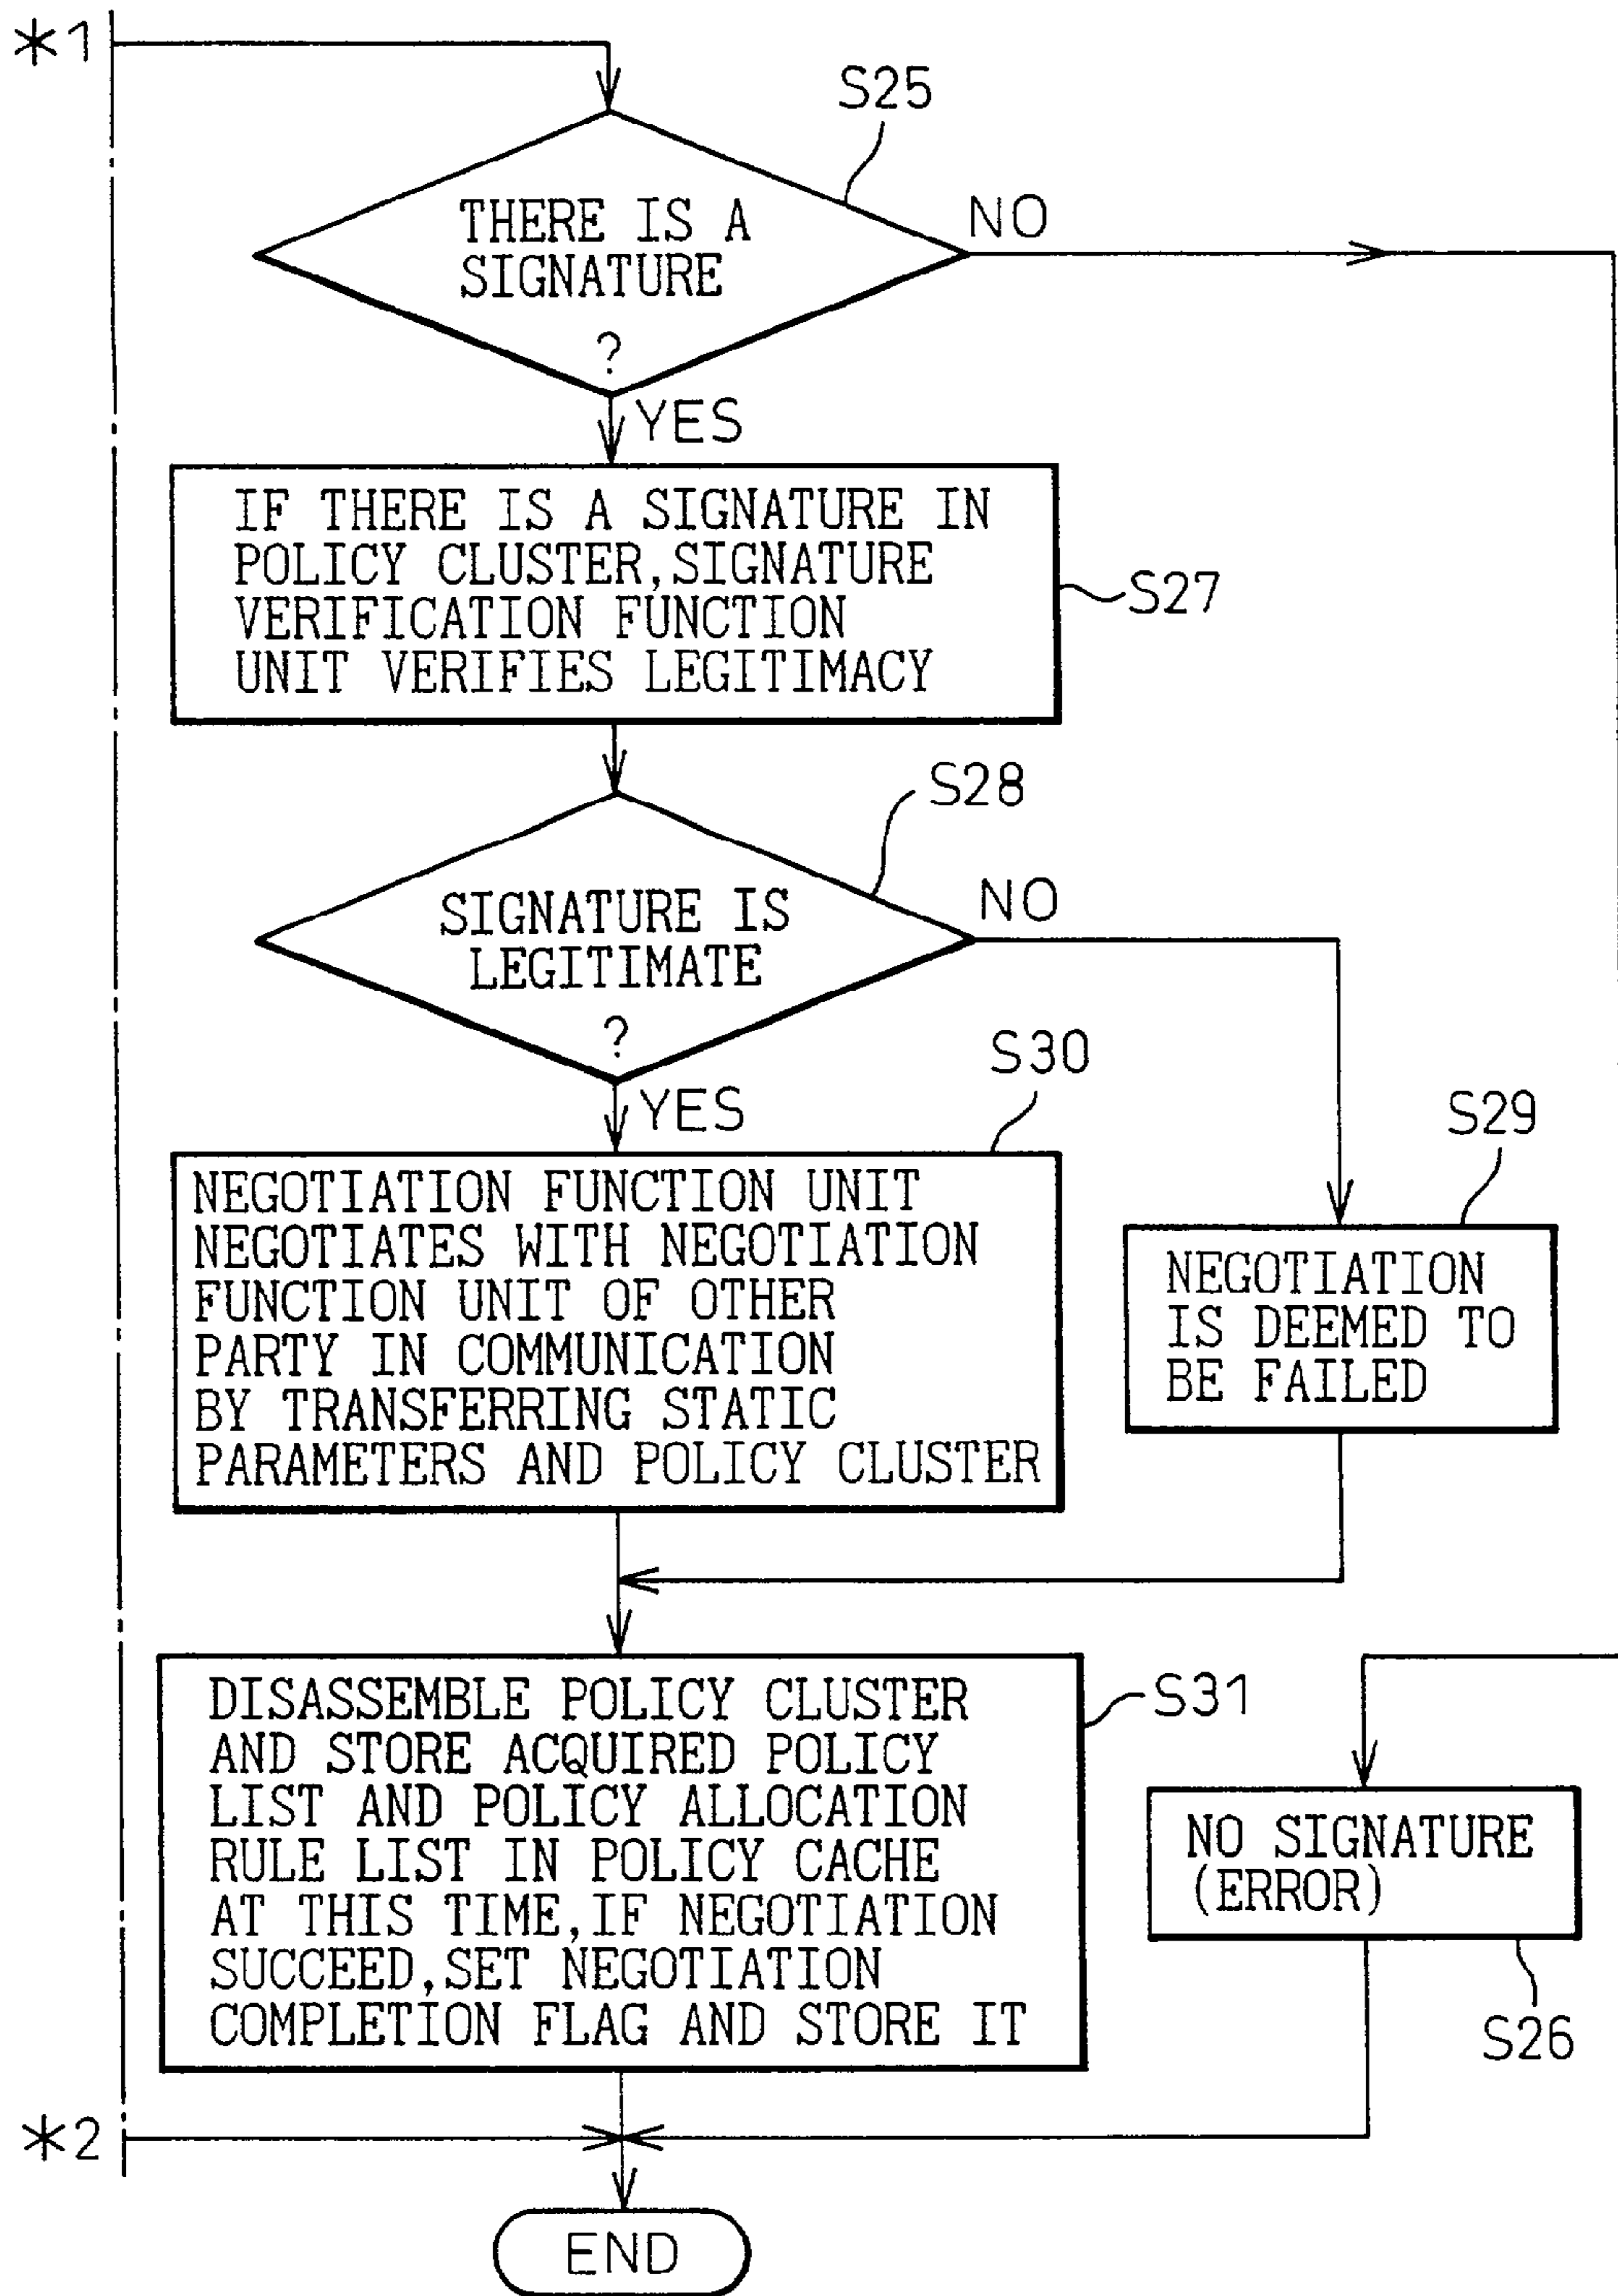 *1
S25
THERE IS A
SIGNATURE
?
NO
YES
IF THERE IS A SIGNATURE IN
POLICY CLUSTER,SIGNATURE
VERIFICATION FUNCTION
UNIT VERIFIES LEGITIMACY
S27
S28
SIGNATURE IS
LEGITIMATE
?
NO
YES
S30
NEGOTIATION FUNCTION UNIT
NEGOTIATES WITH NEGOTIATION
FUNCTION UNIT OF OTHER
PARTY IN COMMUNICATION
BY TRANSFERRING STATIC
PARAMETERS AND POLICY CLUSTER
S29
NEGOTIATION
IS DEEMED TO
BE FAILED
DISASSEMBLE POLICY CLUSTER
AND STORE ACQUIRED POLICY
LIST AND POLICY ALLOCATION
RULE LIST IN POLICY CACHE
AT THIS TIME,IF NEGOTIATION
SUCCEED,SET NEGOTIATION
COMPLETION FLAG AND STORE IT
S31
NO SIGNATURE
(ERROR)
S26
*2
END